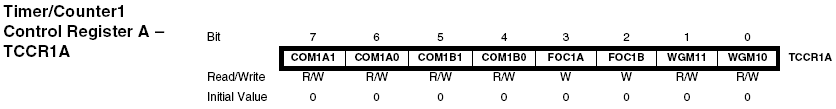 Timer/Counter1
Control Register A –
TCCR1A
Bit 7 6 5 4 3 2 1 0
COM1A1 COM1A0 COM1B1 COM1B0 FOC1A FOC1B WGM11 WGM10 TCCR1A
Read/Write R/W R/W R/W R/W W W R/W R/W
Initial Value 0 0 0 0 0 0 0 0